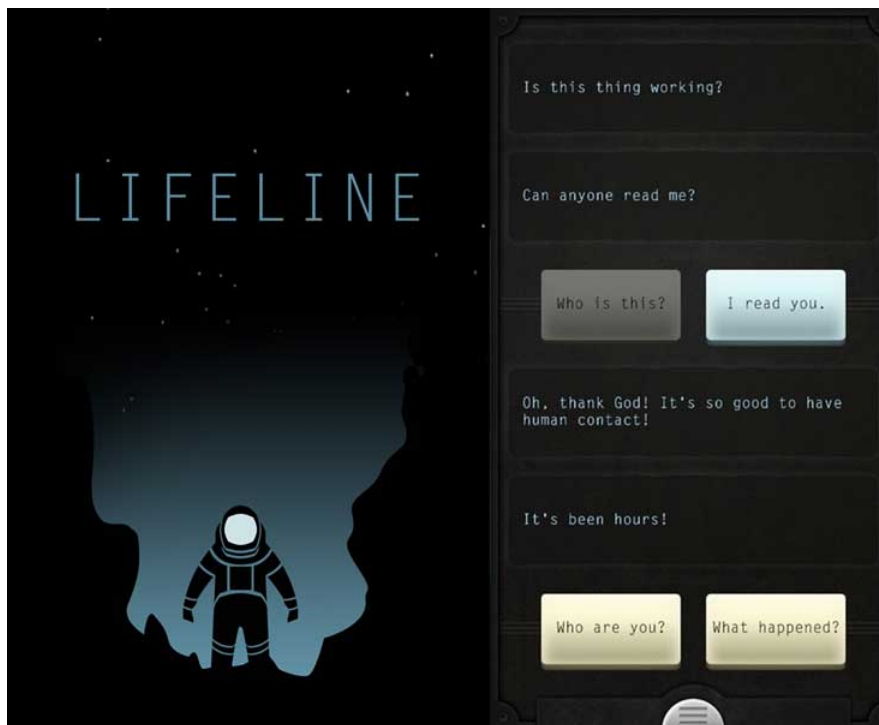 LIFELINE
Is this thing working?
Can anyone read me?
Who is this?
I read you.
Oh, thank God! It's so good to have
human contact!
It's been hours!
Who are you?
What happened?